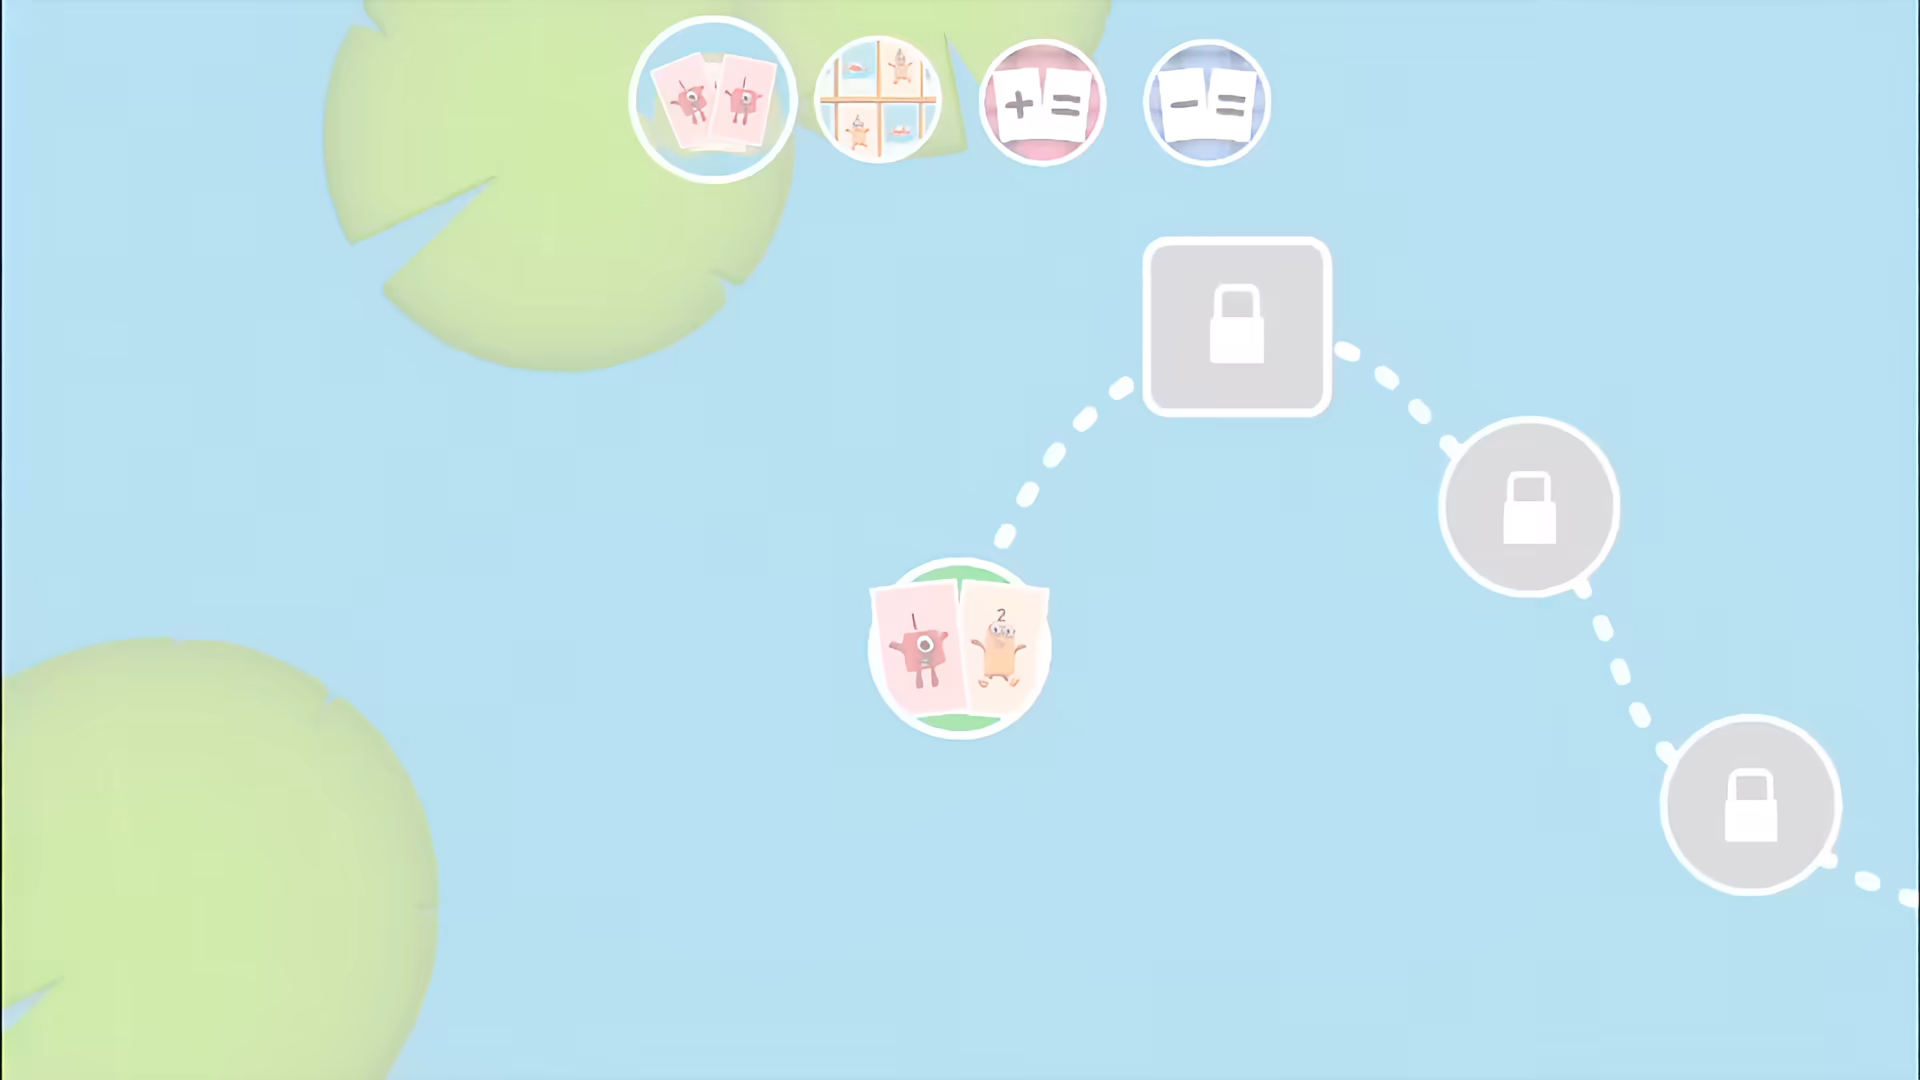 + =
- =
1 2